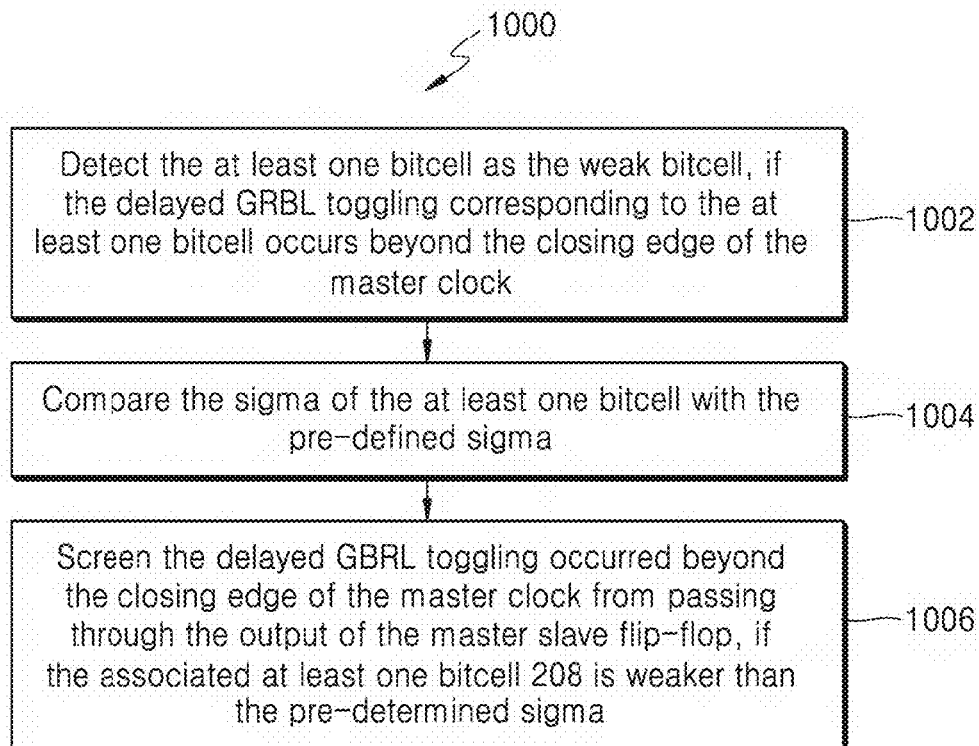 1000
Detect the at least one bitcell as the weak bitcell, if
the delayed GRBL toggling corresponding to the at
least one bitcell occurs beyond the closing edge of the
master clock
1002
Compare the sigma of the at least one bitcell with the
pre-defined sigma
1004
Screen the delayed GBRL toggling occurred beyond
the closing edge of the master clock from passing
through the output of the master slave flip-flop, if
the associated at least one bitcell 208 is weaker than
the pre-determined sigma
1006